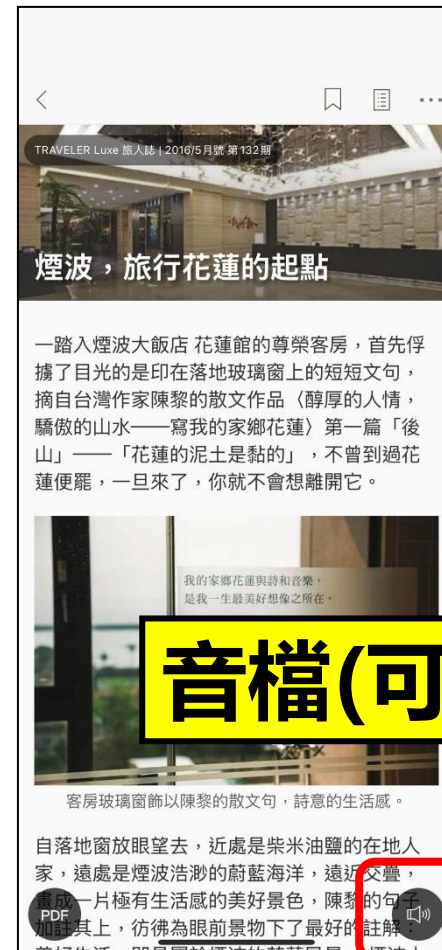 TRAVELER Luxe 旅人誌 | 2016/5月號 第132期
煙波，旅行花蓮的起點
一踏入煙波大飯店 花蓮館的尊榮客房，首先俘
擄了目光的是印在落地玻璃窗上的短短文句，
摘自台灣作家陳黎的散文作品〈醇厚的人情，
驕傲的山水——寫我的家鄉花蓮〉第一篇「後
山」——「花蓮的泥土是黏的」，不曾到過花
蓮便罷，一旦來了，你就不會想離開它。
我的家鄉花蓮與詩和音樂，
是我一生最美好想像之所在。
音檔(可
客房玻璃窗飾以陳黎的散文句，詩意的生活感。
自落地窗放眼望去，近處是柴米油鹽的在地人
家，遠處是煙波浩渺的蔚藍海洋，遠近交疊，
畫成一片極有生活感的美好景色，陳黎的句子
PDF
加註其上，彷彿為眼前景物下了最好的註解：